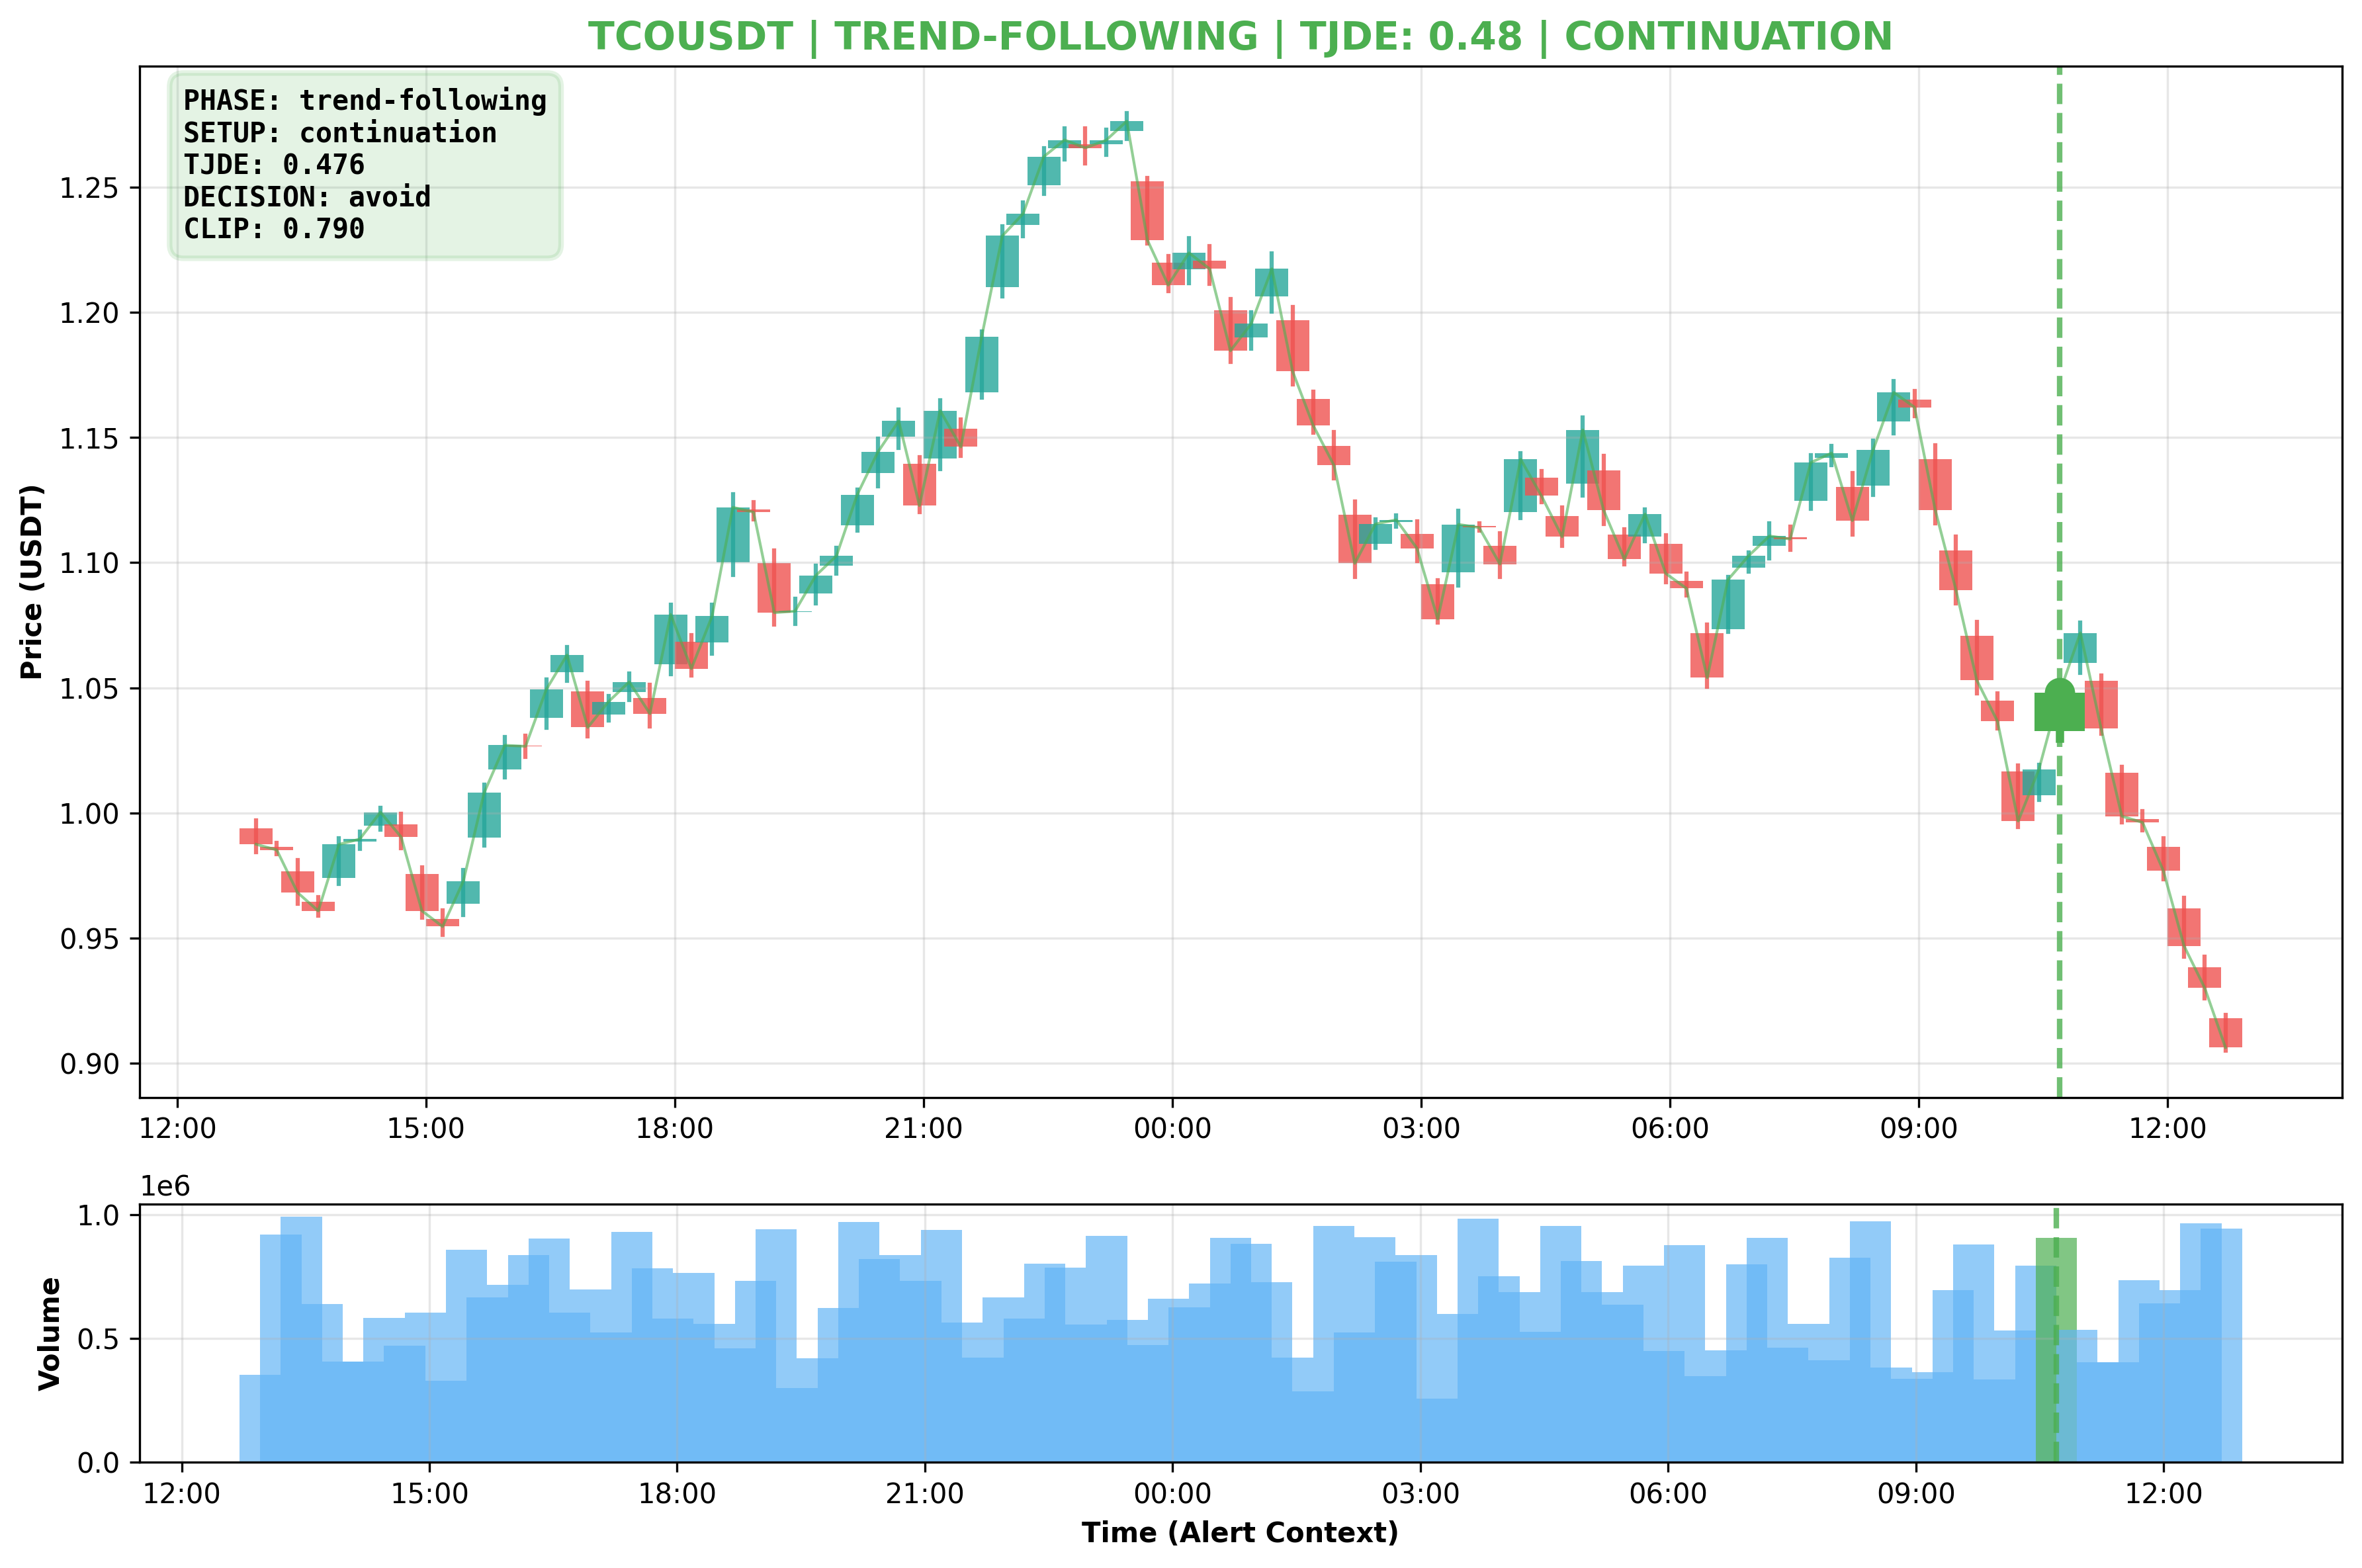 TCOUSDT | TREND-FOLLOWING | TJDE: 0.48 | CONTINUATION
PHASE: trend-following
SETUP: continuation
TJDE: 0.476
DECISION: avoid
CLIP: 0.790
Price (USDT)
1.25
1.20
1.15
1.10
1.05
1.00
0.95
0.90
12:00 15:00 18:00 21:00 00:00 03:00 06:00 09:00 12:00
1e6
Volume
1.0
0.5
0.0
12:00 15:00 18:00 21:00 00:00 03:00 06:00 09:00 12:00
Time (Alert Context)